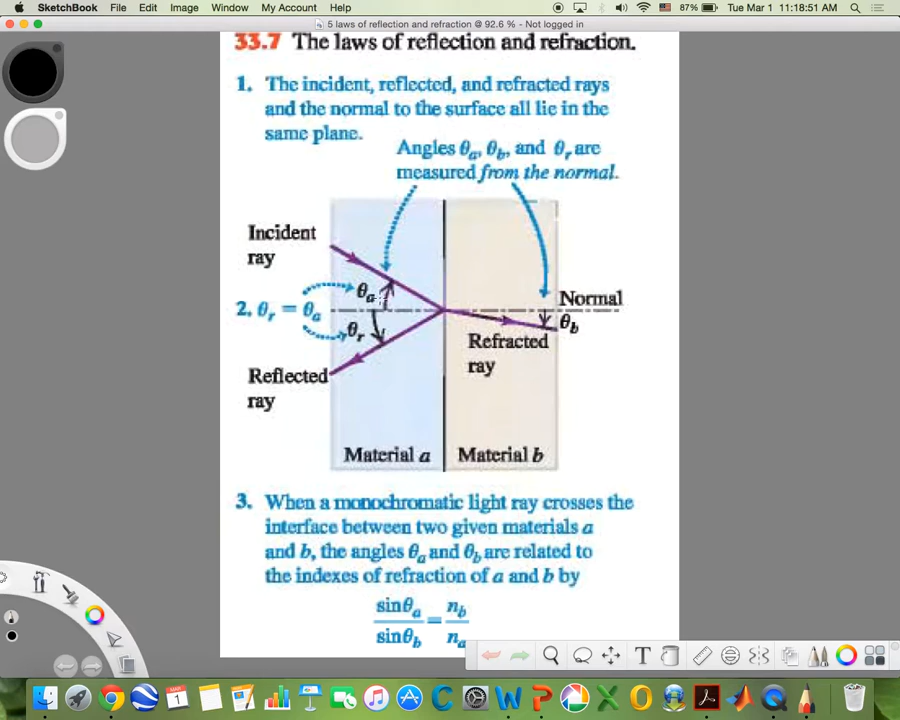 SketchBook File Edit Image Window My Account Help 87% Tue Mar 1 11:18:51 AM
5 laws of reflection and refraction @ 92.6 % - Not logged in
33.7 The laws of reflection and refraction.
1. The incident, reflected, and refracted rays
and the normal to the surface all lie in the
same plane.
Angles θa, θb, and θr are
measured from the normal.
Incident
ray
θa
Normal
2. θr = θa
θr
θb
Refracted
ray
Reflected
ray
Material a Material b
3. When a monochromatic light ray crosses the
interface between two given materials a
and b, the angles θa and θb are related to
the indexes of refraction of a and b by
sinθa / sinθb = nb / na
T